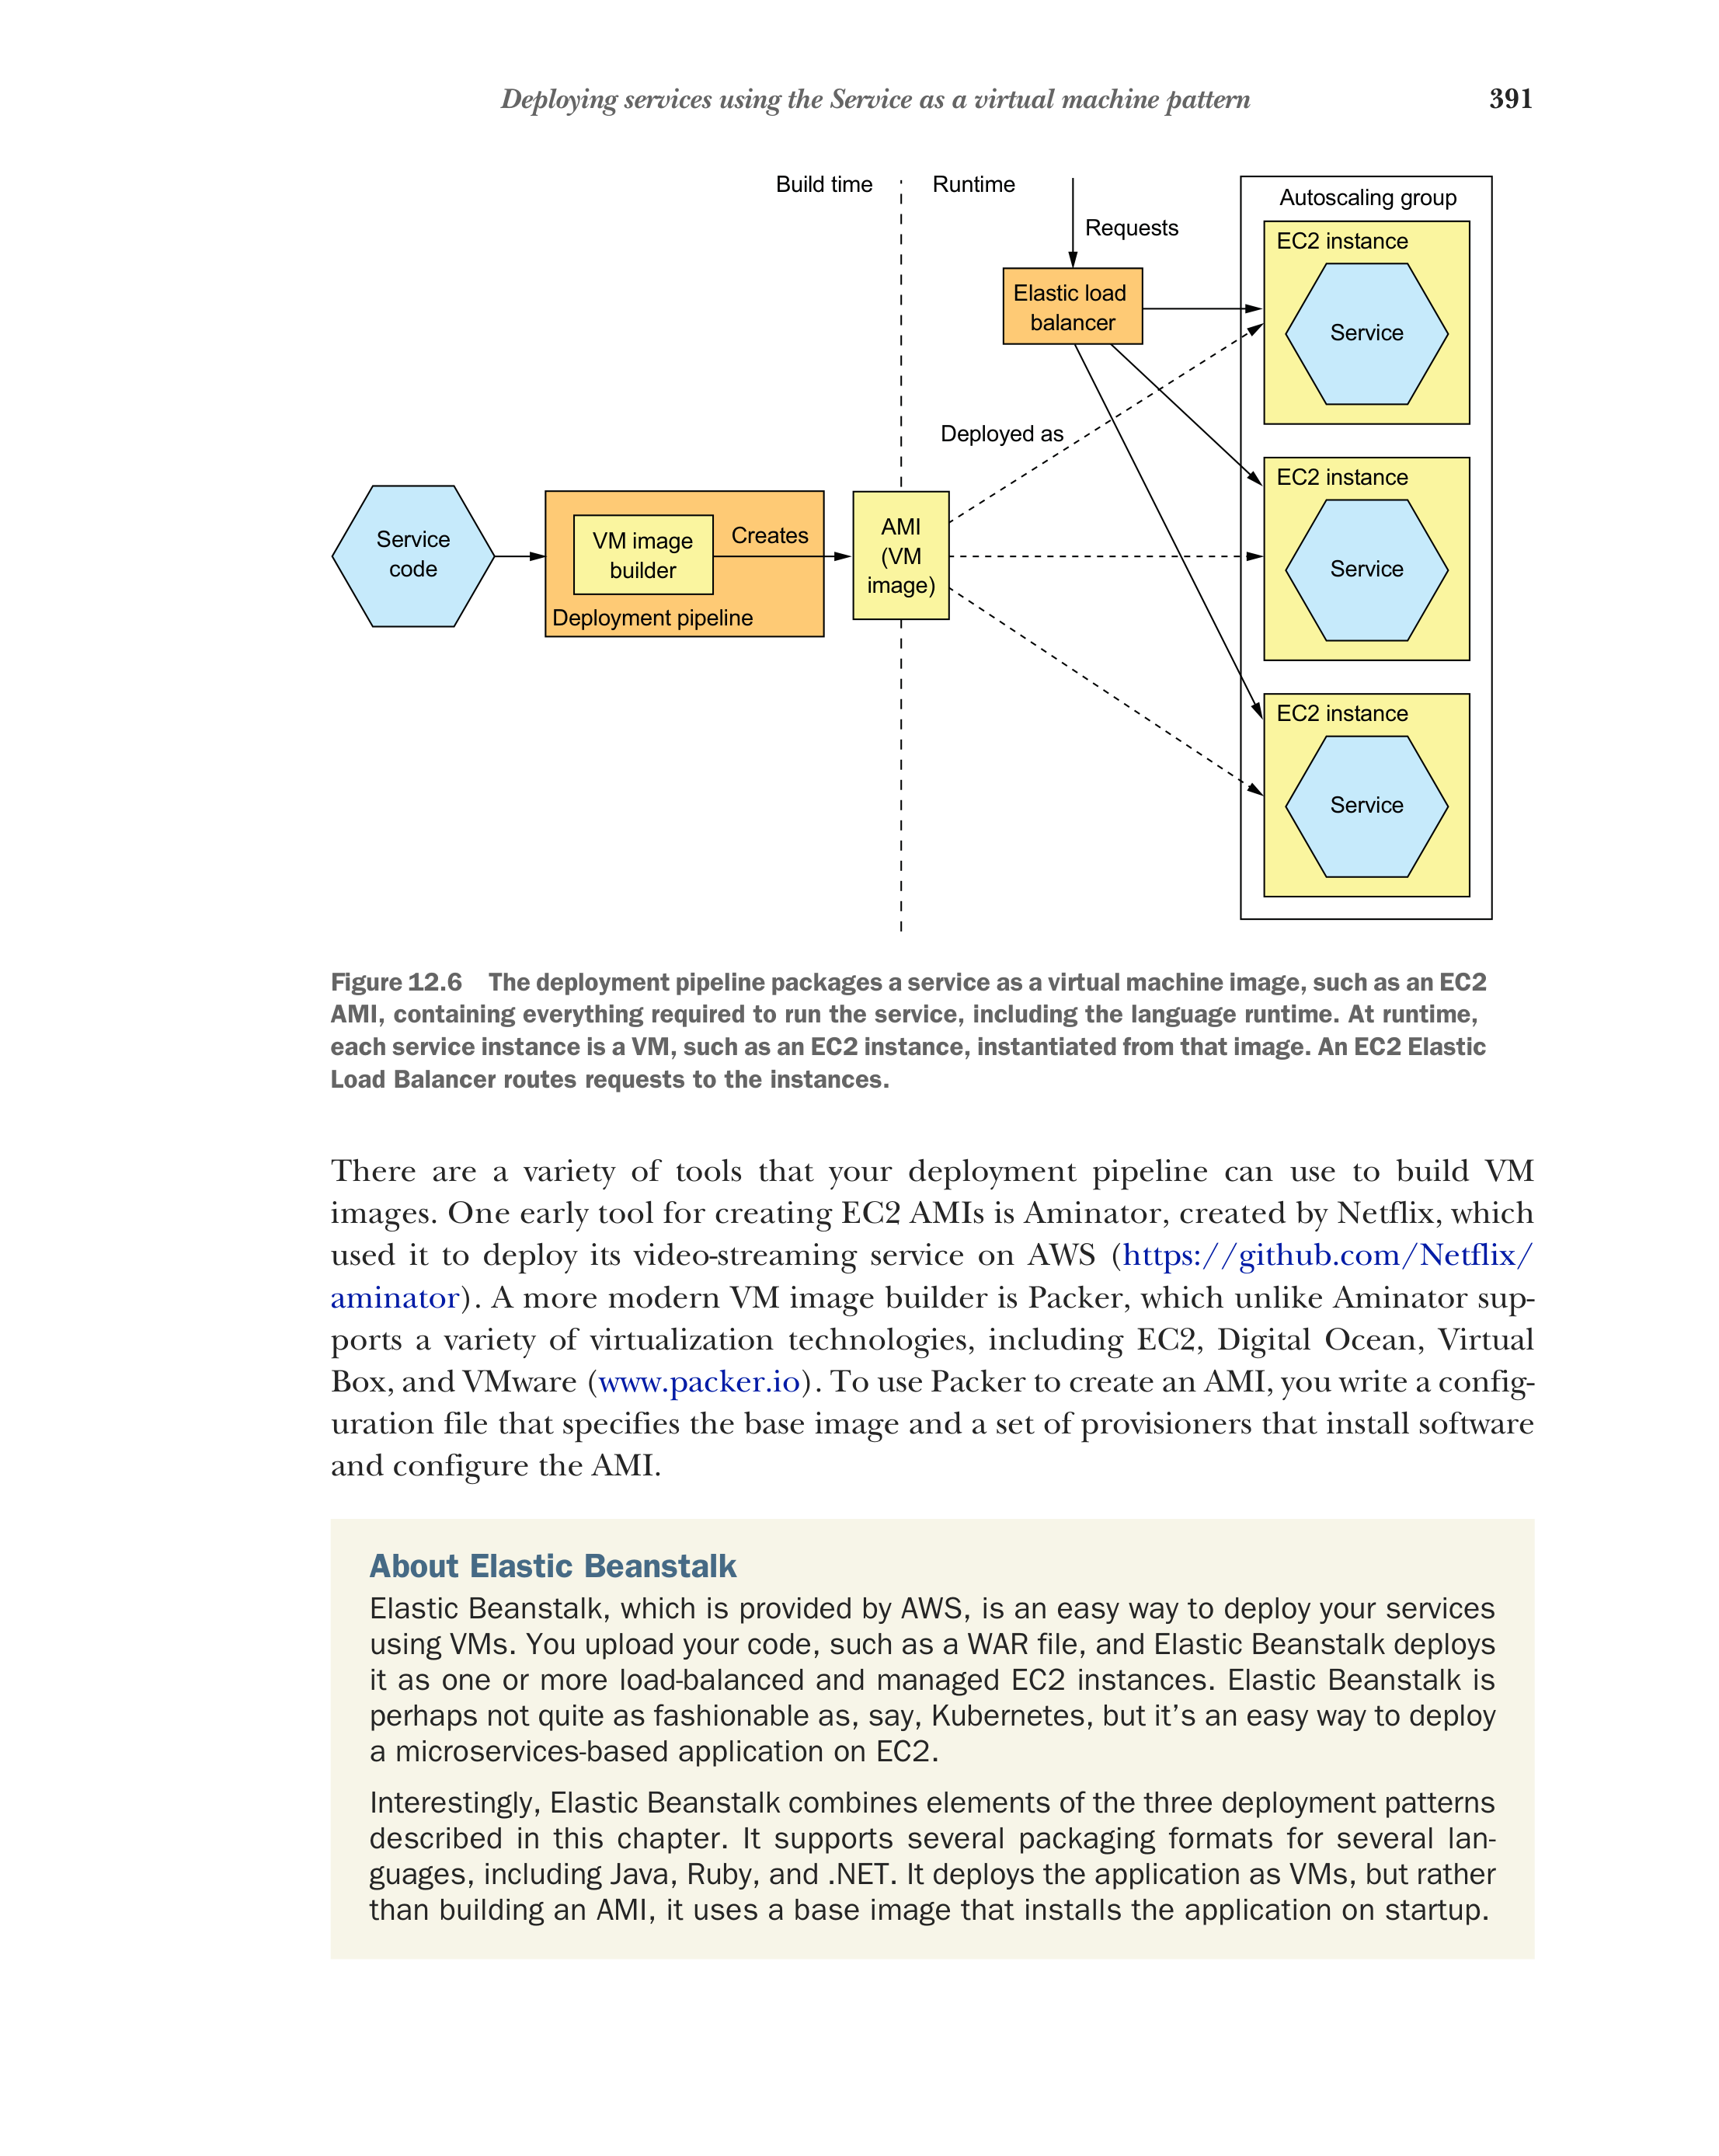 Deploying services using the Service as a virtual machine pattern 391
Build time
Runtime
Requests
Autoscaling group
EC2 instance
Service
Elastic load
balancer
Deployed as
EC2 instance
Service
Service
code
VM image
builder
Creates
Deployment pipeline
AMI
(VM
image)
EC2 instance
Service
Figure 12.6 The deployment pipeline packages a service as a virtual machine image, such as an EC2
AMI, containing everything required to run the service, including the language runtime. At runtime,
each service instance is a VM, such as an EC2 instance, instantiated from that image. An EC2 Elastic
Load Balancer routes requests to the instances.
There are a variety of tools that your deployment pipeline can use to build VM
images. One early tool for creating EC2 AMIs is Aminator, created by Netflix, which
used it to deploy its video-streaming service on AWS (https://github.com/Netflix/
aminator). A more modern VM image builder is Packer, which unlike Aminator sup-
ports a variety of virtualization technologies, including EC2, Digital Ocean, Virtual
Box, and VMware (www.packer.io). To use Packer to create an AMI, you write a config-
uration file that specifies the base image and a set of provisioners that install software
and configure the AMI.
About Elastic Beanstalk
Elastic Beanstalk, which is provided by AWS, is an easy way to deploy your services
using VMs. You upload your code, such as a WAR file, and Elastic Beanstalk deploys
it as one or more load-balanced and managed EC2 instances. Elastic Beanstalk is
perhaps not quite as fashionable as, say, Kubernetes, but it’s an easy way to deploy
a microservices-based application on EC2.
Interestingly, Elastic Beanstalk combines elements of the three deployment patterns
described in this chapter. It supports several packaging formats for several lan-
guages, including Java, Ruby, and .NET. It deploys the application as VMs, but rather
than building an AMI, it uses a base image that installs the application on startup.